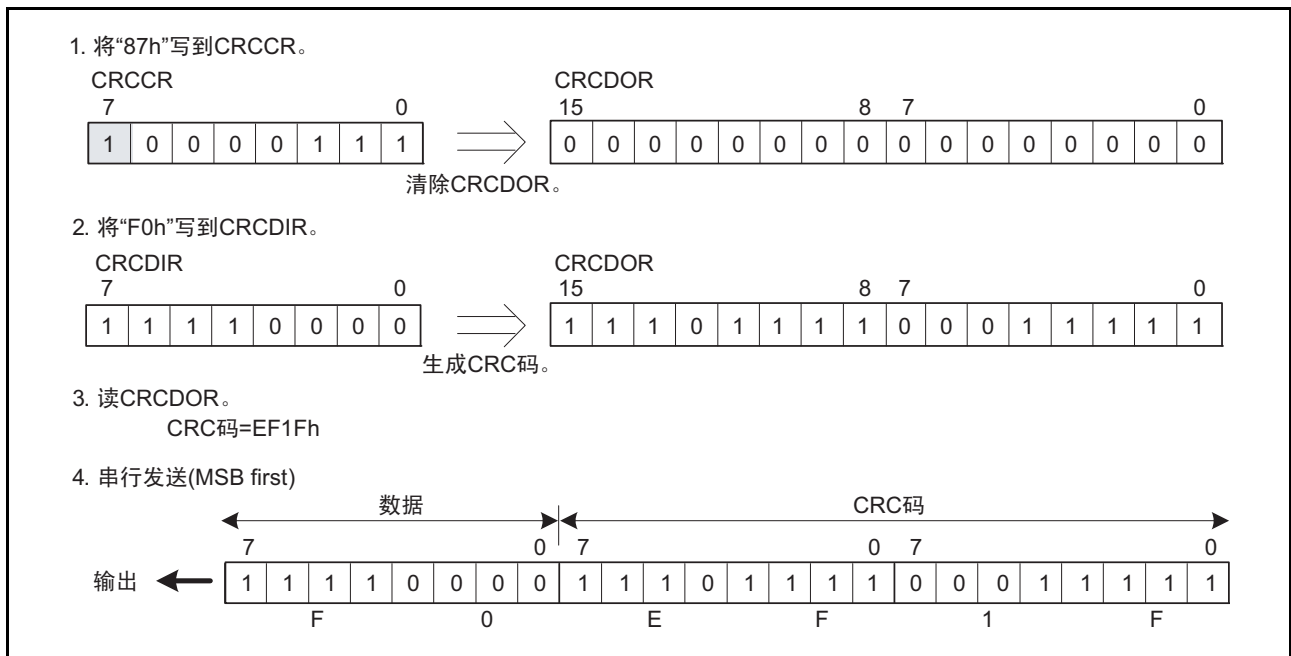 1. 将“87h”写到CRCCR。
CRCCR CRCDOR
7 0 15 8 7 0
1 0 0 0 0 1 1 1 0 0 0 0 0 0 0 0 0 0 0 0 0 0 0 0
清除CRCDOR。
2. 将“F0h”写到CRCDIR。
CRCDIR CRCDOR
7 0 15 8 7 0
1 1 1 1 0 0 0 0 1 1 1 0 1 1 1 1 0 0 0 1 1 1 1 1
生成CRC码。
3. 读CRCDOR。
CRC码=EF1Fh
4. 串行发送(MSB first)
数据 CRC码
7 0 7 0 7 0
输出 1 1 1 1 0 0 0 0 1 1 1 0 1 1 1 1 0 0 0 1 1 1 1 1
F 0 E F 1 F